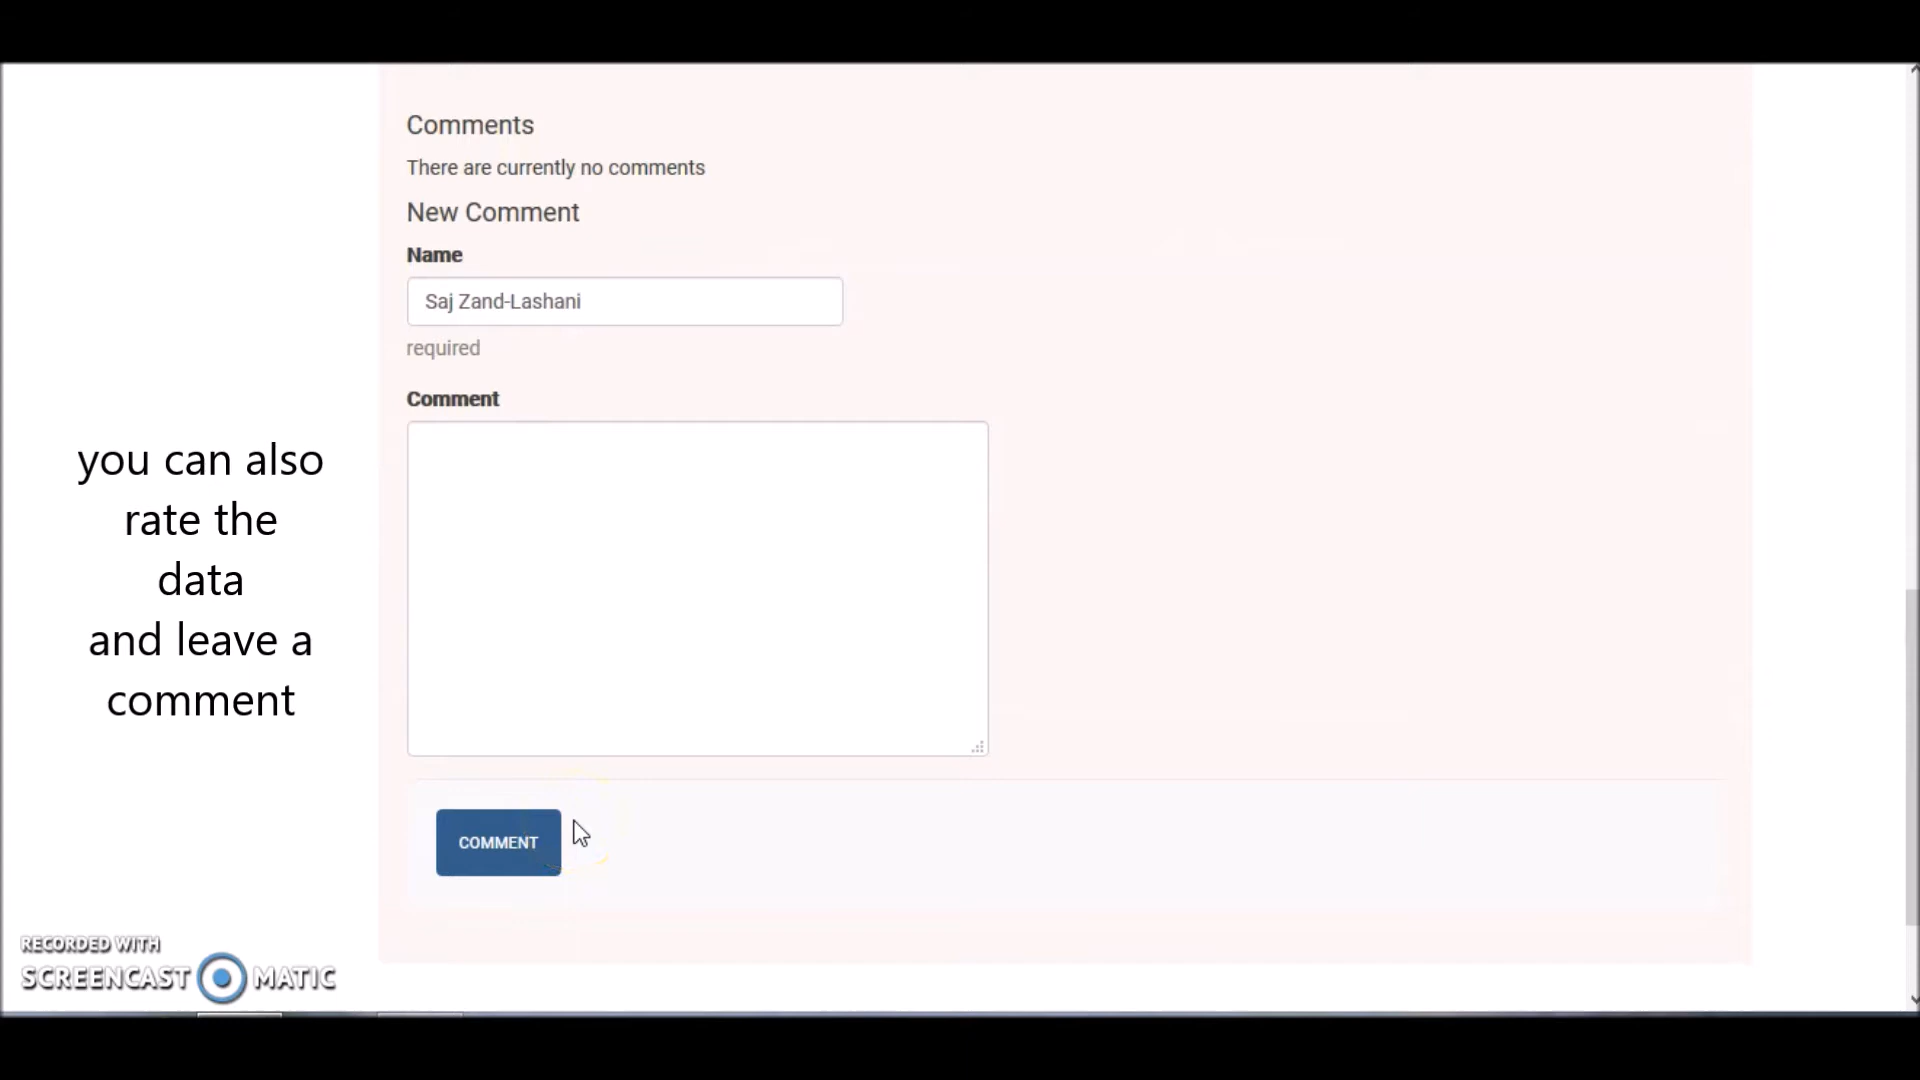 Comments
There are currently no comments
New Comment
Name
Saj Zand-Lashani
required
Comment
you can also
rate the
data
and leave a
comment
COMMENT
RECORDED WITH
SCREENCAST MATIC